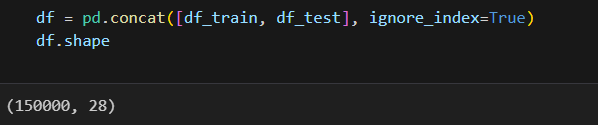 df = pd.concat([df_train, df_test], ignore_index=True)
df.shape
(150000, 28)